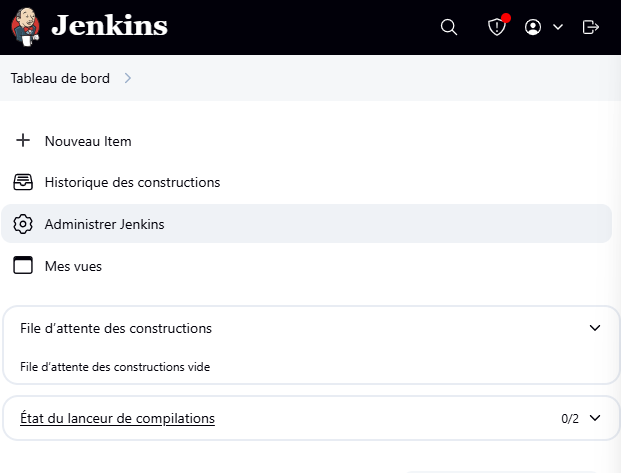 Jenkins
Tableau de bord
Nouveau Item
Historique des constructions
Administrer Jenkins
Mes vues
File d’attente des constructions
File d’attente des constructions vide
État du lanceur de compilations 0/2